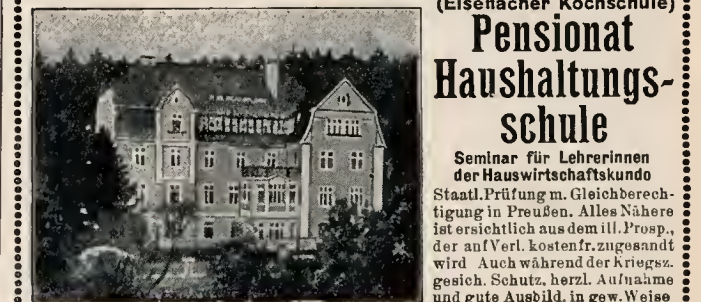 (Eisenacher Kochschule)
Pensionat
Haushaltungs-
schule
Seminar für Lehrerinnen
der Hauswirtschaftskundo
Staatl. Prüfung m. Gleichberech-
tigung in Preußen. Alles Nähere
ist ersichtlich aus dem ill. Prosp.,
der auf Verl. kostenfr. zugesandt
wird Auch während der Kriegsz.
gesich. Schutz, herzl. Aufnahme
und gute Ausbild. in gew. Weise